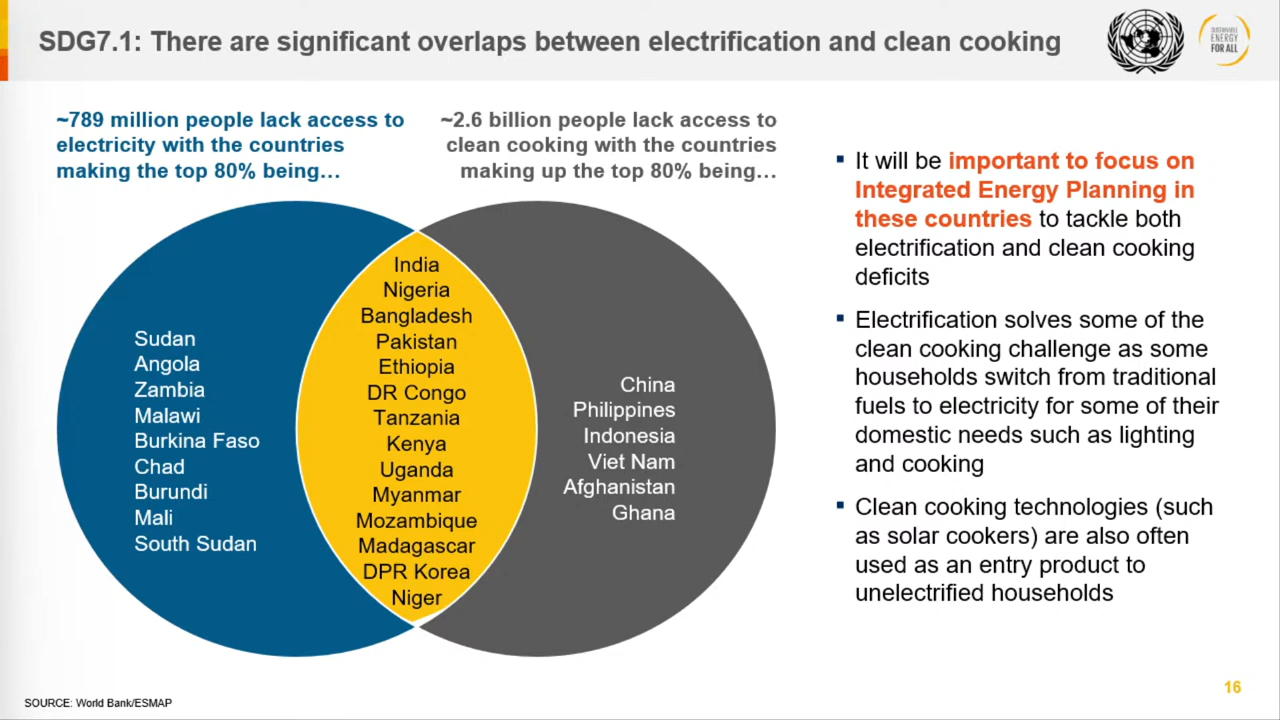 SDG7.1: There are significant overlaps between electrification and clean cooking
SUSTAINABLE
ENERGY
FOR ALL
~789 million people lack access to
electricity with the countries
making the top 80% being…
~2.6 billion people lack access to
clean cooking with the countries
making up the top 80% being…
Sudan
Angola
Zambia
Malawi
Burkina Faso
Chad
Burundi
Mali
South Sudan
India
Nigeria
Bangladesh
Pakistan
Ethiopia
DR Congo
Tanzania
Kenya
Uganda
Myanmar
Mozambique
Madagascar
DPR Korea
Niger
China
Philippines
Indonesia
Viet Nam
Afghanistan
Ghana
▪ It will be important to focus on
Integrated Energy Planning in
these countries to tackle both
electrification and clean cooking
deficits
▪ Electrification solves some of the
clean cooking challenge as some
households switch from traditional
fuels to electricity for some of their
domestic needs such as lighting
and cooking
▪ Clean cooking technologies (such
as solar cookers) are also often
used as an entry product to
unelectrified households
16
SOURCE: World Bank/ESMAP